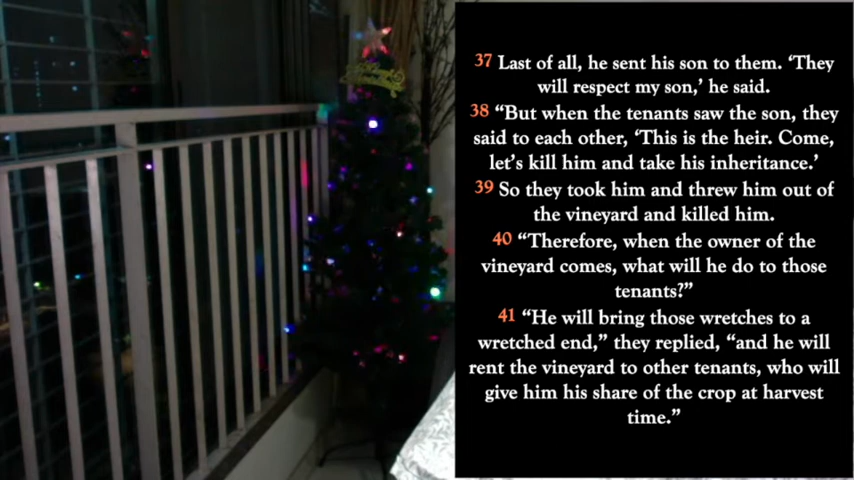 37 Last of all, he sent his son to them. ‘They
will respect my son,’ he said.
38 “But when the tenants saw the son, they
said to each other, ‘This is the heir. Come,
let’s kill him and take his inheritance.’
39 So they took him and threw him out of
the vineyard and killed him.
40 “Therefore, when the owner of the
vineyard comes, what will he do to those
tenants?”
41 “He will bring those wretches to a
wretched end,” they replied, “and he will
rent the vineyard to other tenants, who will
give him his share of the crop at harvest
time.”